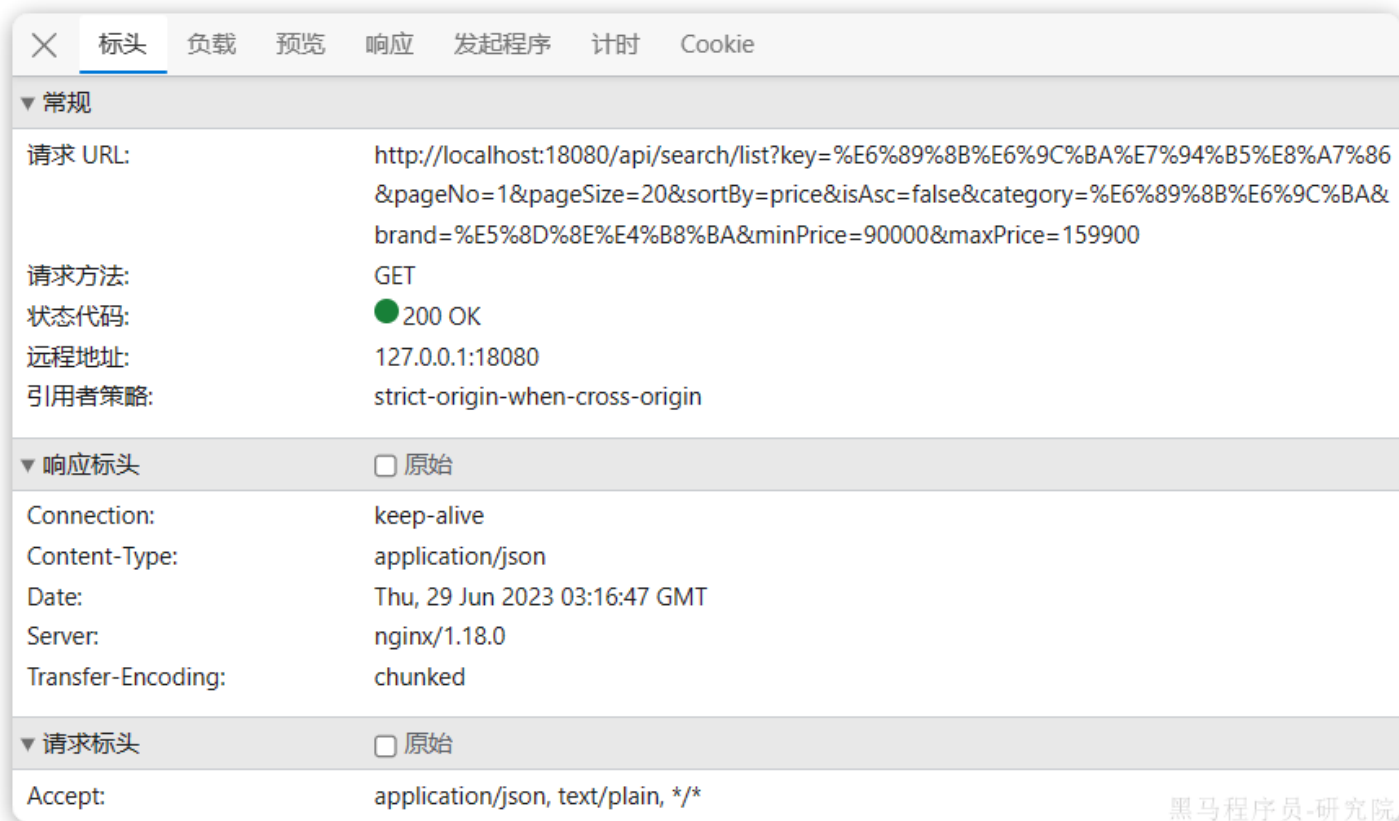 标头 负载 预览 响应 发起程序 计时 Cookie
常规
请求 URL: http://localhost:18080/api/search/list?key=%E6%89%8B%E6%9C%BA%E7%94%B5%E8%A7%86
&pageNo=1&pageSize=20&sortBy=price&isAsc=false&category=%E6%89%8B%E6%9C%BA&
brand=%E5%8D%8E%E4%B8%BA&minPrice=90000&maxPrice=159900
请求方法: GET
状态代码: 200 OK
远程地址: 127.0.0.1:18080
引用者策略: strict-origin-when-cross-origin
响应标头 原始
Connection: keep-alive
Content-Type: application/json
Date: Thu, 29 Jun 2023 03:16:47 GMT
Server: nginx/1.18.0
Transfer-Encoding: chunked
请求标头 原始
Accept: application/json, text/plain, */*
黑马程序员-研究院